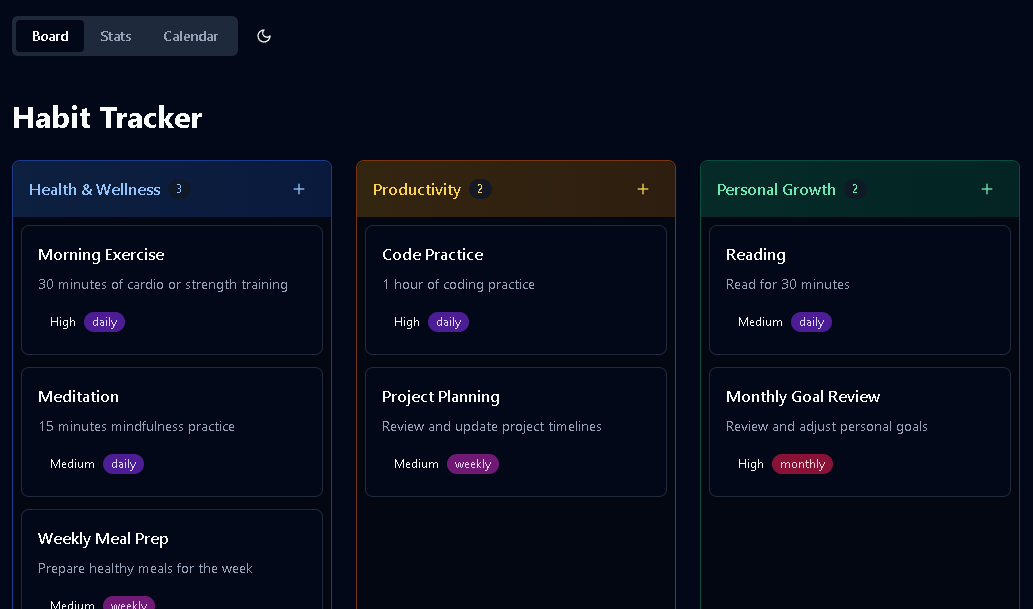 Board Stats Calendar
Habit Tracker
Health & Wellness 3
Morning Exercise
30 minutes of cardio or strength training
High daily
Meditation
15 minutes mindfulness practice
Medium daily
Weekly Meal Prep
Prepare healthy meals for the week
Medium weekly
Productivity 2
Code Practice
1 hour of coding practice
High daily
Project Planning
Review and update project timelines
Medium weekly
Personal Growth 2
Reading
Read for 30 minutes
Medium daily
Monthly Goal Review
Review and adjust personal goals
High monthly